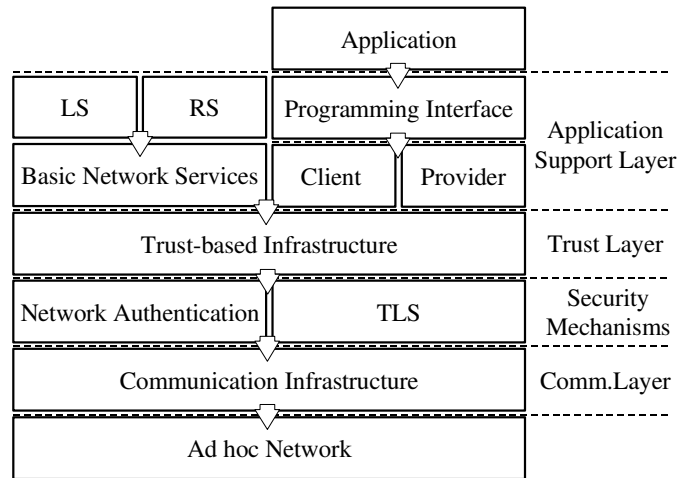 Application
LS
RS
Programming Interface
Application
Support Layer
Basic Network Services
Client
Provider
Trust-based Infrastructure
Trust Layer
Network Authentication
TLS
Security
Mechanisms
Communication Infrastructure
Comm.Layer
Ad hoc Network